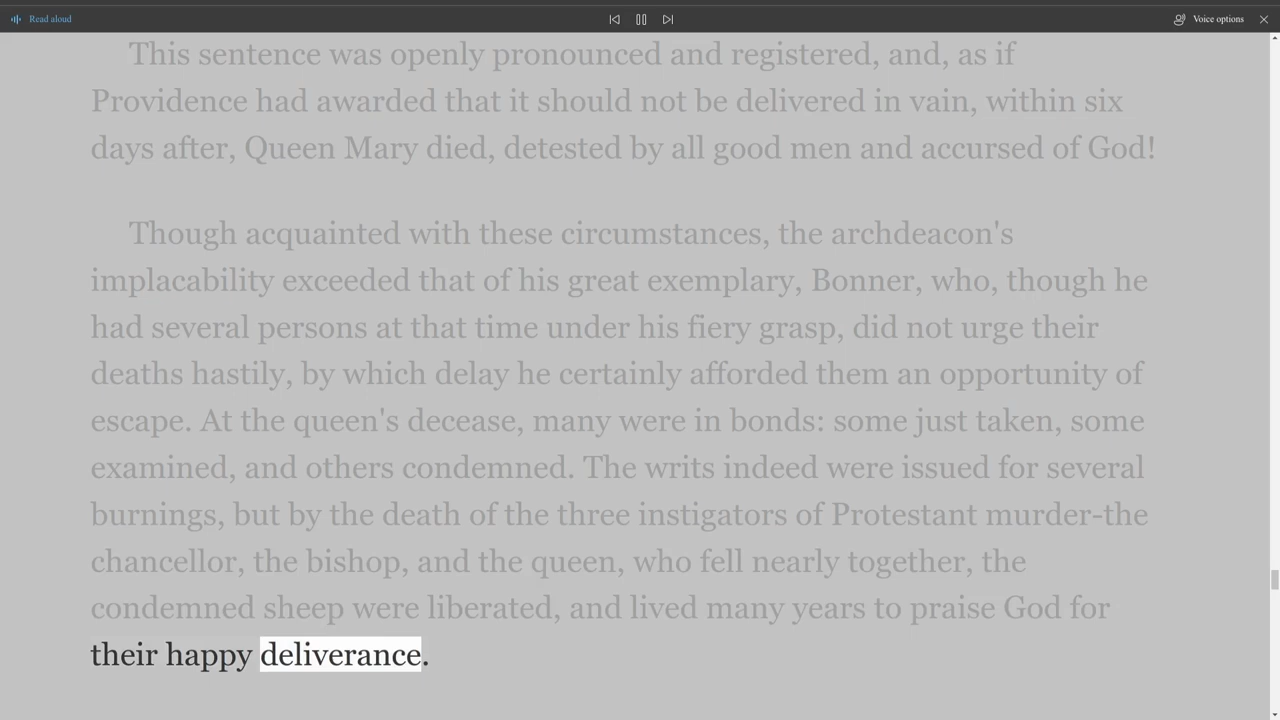 Read aloud
Voice options
This sentence was openly pronounced and registered, and, as if
Providence had awarded that it should not be delivered in vain, within six
days after, Queen Mary died, detested by all good men and accursed of God!
Though acquainted with these circumstances, the archdeacon's
implacability exceeded that of his great exemplary, Bonner, who, though he
had several persons at that time under his fiery grasp, did not urge their
deaths hastily, by which delay he certainly afforded them an opportunity of
escape. At the queen's decease, many were in bonds: some just taken, some
examined, and others condemned. The writs indeed were issued for several
burnings, but by the death of the three instigators of Protestant murder-the
chancellor, the bishop, and the queen, who fell nearly together, the
condemned sheep were liberated, and lived many years to praise God for
their happy deliverance.